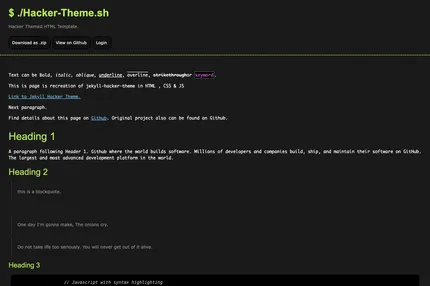 $ ./Hacker-Theme.sh
Hacker Themed HTML Template.
Download as .zip
View on Github
Login
Text can be Bold, italic, oblique, underline, overline, strikethrough or keyword.
This is page is recreation of jekyll-hacker-theme in HTML , CSS & JS
Link to Jekyll Hacker Theme.
Next paragraph.
Find details about this page on Github. Original project also can be found on Github.
Heading 1
A paragraph following Header 1. Github where the world builds software. Millions of developers and companies build, ship, and maintain their software on GitHub.
The largest and most advanced development platform in the world.
Heading 2
this is a blockquote.
One day I'm gonna make, The onions cry.
Do not take life too seriously. You will never get out of it alive.
Heading 3
// Javascript with syntax highlighting